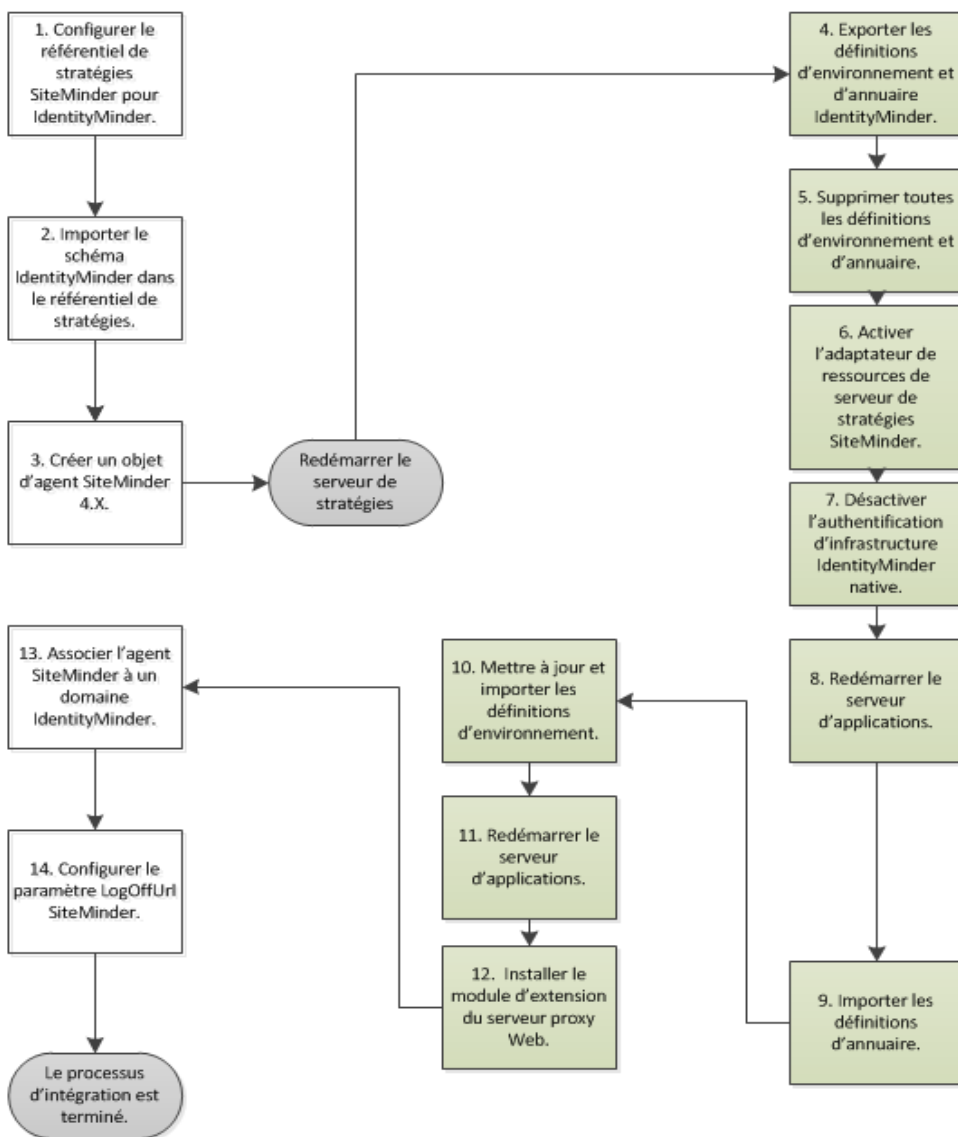 1. Configurer le
référentiel de
stratégies
SiteMinder pour
IdentityMinder.
2. Importer le
schéma
IdentityMinder dans
le référentiel de
stratégies.
3. Créer un objet
d'agent SiteMinder
4.X.
Redémarrer le
serveur de
stratégies
4. Exporter les
définitions
d'environnement et
d'annuaire
IdentityMinder.
5. Supprimer toutes
les définitions
d'environnement et
d'annuaire.
6. Activer
l'adaptateur de
ressources de
serveur de
stratégies
SiteMinder.
7. Désactiver
l'authentification
d'infrastructure
IdentityMinder
native.
8. Redémarrer le
serveur
d'applications.
9. Importer les
définitions
d'annuaire.
10. Mettre à jour et
importer les
définitions
d'environnement.
11. Redémarrer le
serveur
d'applications.
12. Installer le
module d'extension
du serveur proxy
Web.
13. Associer l'agent
SiteMinder à un
domaine
IdentityMinder.
14. Configurer le
paramètre LogOffUrl
SiteMinder.
Le processus
d'intégration est
terminé.